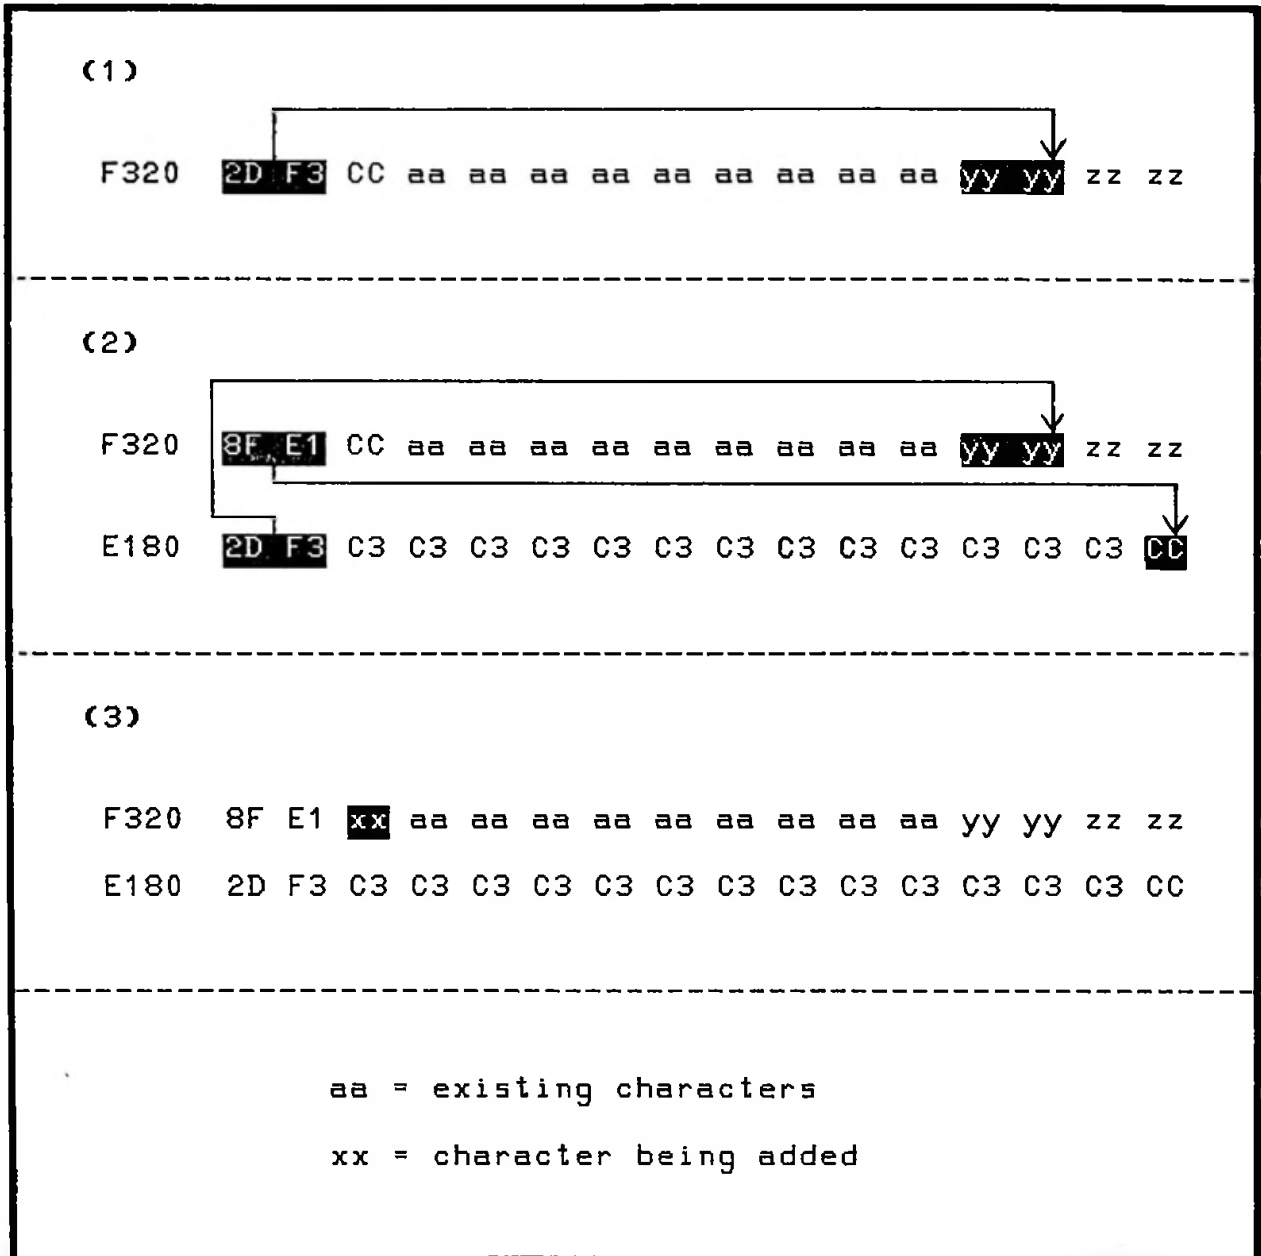 (1)
F320 2D F3 CC aa aa aa aa aa aa aa aa aa yy yy zz zz
(2)
F320 8F E1 CC aa aa aa aa aa aa aa aa aa yy yy zz zz
E180 2D F3 C3 C3 C3 C3 C3 C3 C3 C3 C3 C3 C3 C3 C3 CC
(3)
F320 8F E1 xx aa aa aa aa aa aa aa aa aa yy yy zz zz
E180 2D F3 C3 C3 C3 C3 C3 C3 C3 C3 C3 C3 C3 C3 C3 CC
aa = existing characters
xx = character being added